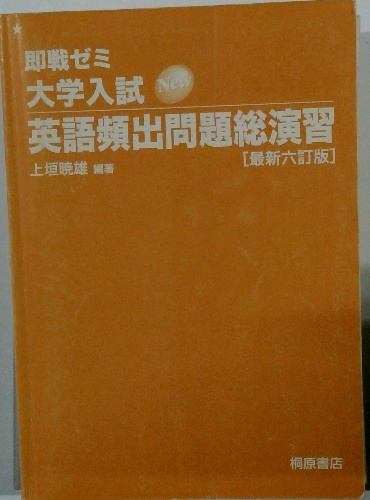 即戦ゼミ
大学入試 New
英語頻出問題総演習
[最新六訂版]
上垣暁雄 編著
桐原書店